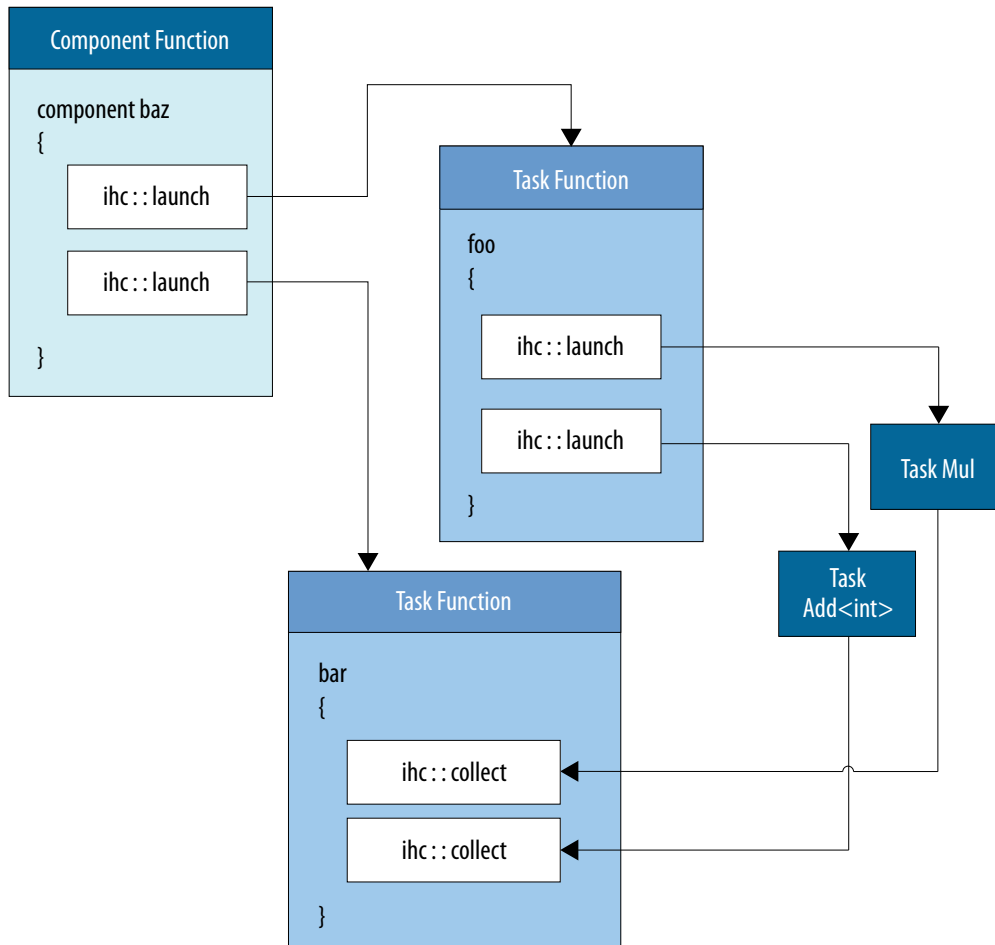 Component Function
component baz
{
ihc : : launch
ihc : : launch
}
Task Function
foo
{
ihc : : launch
ihc : : launch
}
Task Mul
Task
Add<int>
Task Function
bar
{
ihc : : collect
ihc : : collect
}